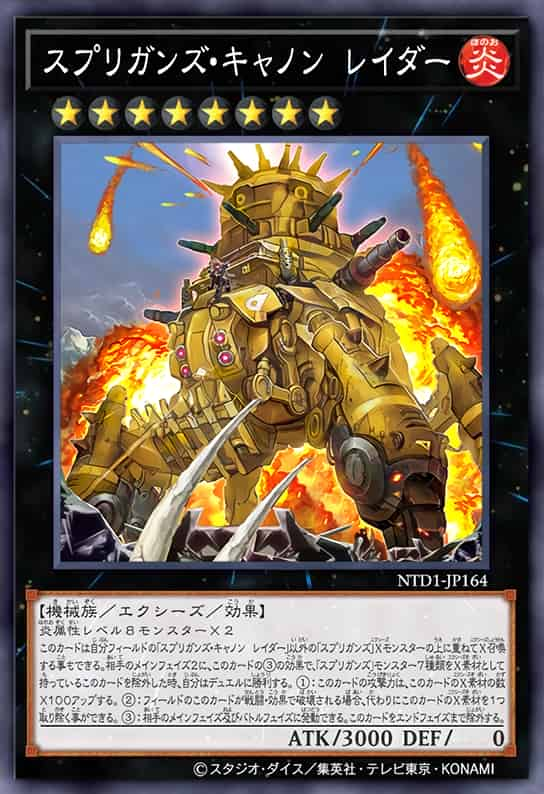 スプリガンズ・キャノン レイダー
ほのお
炎
NTD1-JP164
【機械族／エクシーズ／効果】
炎属性レベル８モンスター×２
このカードは自分フィールドの「スプリガンズ・キャノン レイダー」以外の「スプリガンズ」Xモンスターの上に重ねてX召喚
する事もできる。相手のメインフェイズ2に、このカードの③の効果で、「スプリガンズ」モンスター7種類をX素材として
持っているこのカードを除外した時、自分はデュエルに勝利する。①：このカードの攻撃力は、このカードのX素材の数
X100アップする。②：フィールドのこのカードが戦闘・効果で破壊される場合、代わりにこのカードのX素材を1つ
取り除く事ができる。③：相手のメインフェイズ及びバトルフェイズに発動できる。このカードをエンドフェイズまで除外する。
ATK/3000 DEF/ 0
©スタジオ・ダイス／集英社・テレビ東京・KONAMI